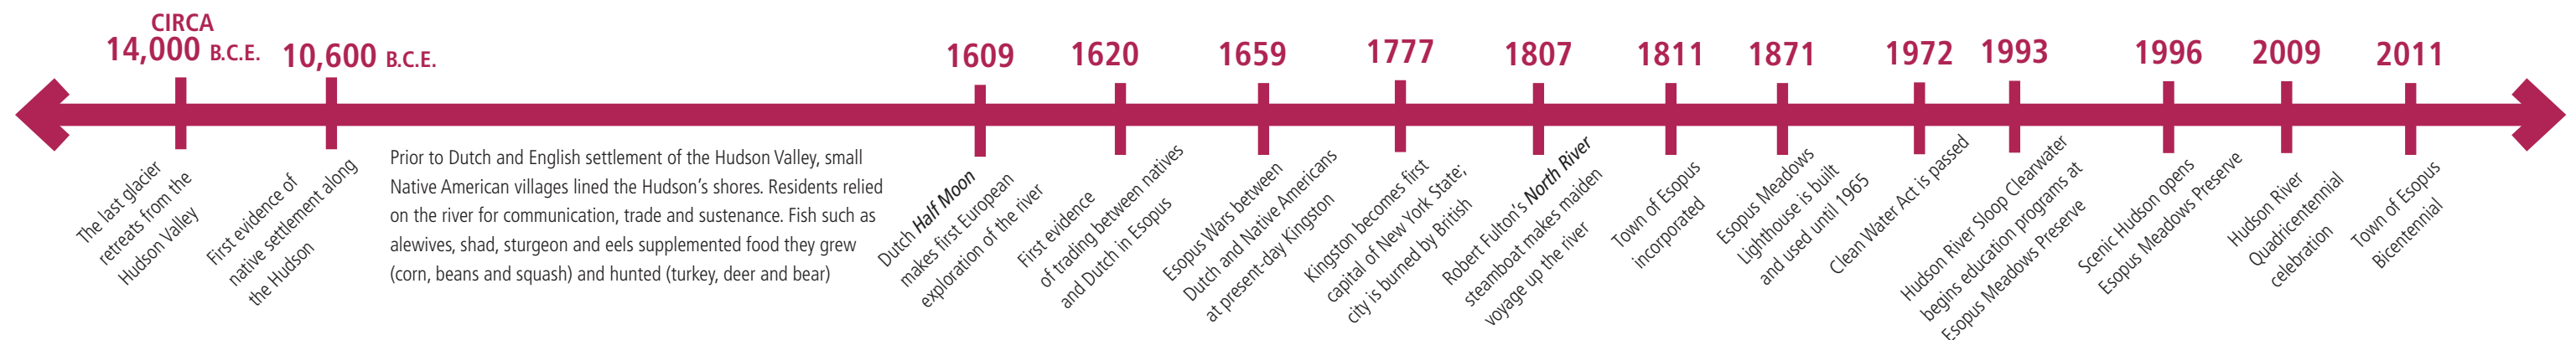 CIRCA
14,000 B.C.E.
The last glacier
retreats from the
Hudson Valley
10,600 B.C.E.
First evidence of
native settlement along
the Hudson
Prior to Dutch and English settlement of the Hudson Valley, small
Native American villages lined the Hudson’s shores. Residents relied
on the river for communication, trade and sustenance. Fish such as
alewives, shad, sturgeon and eels supplemented food they grew
(corn, beans and squash) and hunted (turkey, deer and bear)
1609
Dutch Half Moon
makes first European
exploration of the river
1620
First evidence
of trading between natives
and Dutch in Esopus
1659
Esopus Wars between
Dutch and Native Americans
at present-day Kingston
1777
Kingston becomes first
capital of New York State;
city is burned by British
1807
Robert Fulton’s North River
steamboat makes maiden
voyage up the river
1811
Town of Esopus
incorporated
1871
Esopus Meadows
Lighthouse is built
and used until 1965
1972
Clean Water Act is passed
1993
Hudson River Sloop Clearwater
begins education programs at
Esopus Meadows Preserve
1996
Scenic Hudson opens
Esopus Meadows Preserve
2009
Hudson River
Quadricentennial
celebration
2011
Town of Esopus
Bicentennial